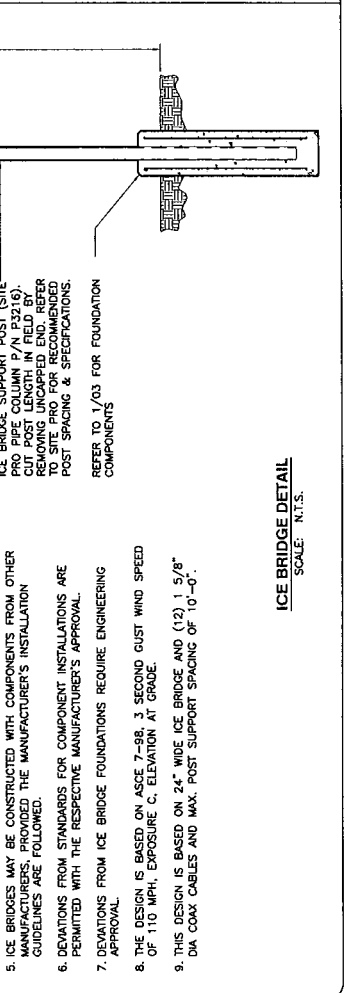 5. ICE BRIDGES MAY BE CONSTRUCTED WITH COMPONENTS FROM OTHER
MANUFACTURERS, PROVIDED THE MANUFACTURER'S INSTALLATION
GUIDELINES ARE FOLLOWED.
6. DEVIATIONS FROM STANDARDS FOR COMPONENT INSTALLATIONS ARE
PERMITTED WITH THE RESPECTIVE MANUFACTURER'S APPROVAL.
7. DEVIATIONS FROM ICE BRIDGE FOUNDATIONS REQUIRE ENGINEERING
APPROVAL.
8. THE DESIGN IS BASED ON ASCE 7-98, 3 SECOND GUST WIND SPEED
OF 110 MPH, EXPOSURE C, ELEVATION AT GRADE.
9. THIS DESIGN IS BASED ON 24" WIDE ICE BRIDGE AND (12) 1 5/8"
DIA COAX CABLES AND MAX. POST SUPPORT SPACING OF 10'-0".
ICE BRIDGE SUPPORT POST (SITE
PRO PIPE COLUMN P/N P3216).
CUT POST LENGTH IN FIELD BY
REMOVING UNCAPPED END. REFER
TO SITE PRO FOR RECOMMENDED
POST SPACING & SPECIFICATIONS.
REFER TO 1/03 FOR FOUNDATION
COMPONENTS
ICE BRIDGE DETAIL
SCALE: N.T.S.